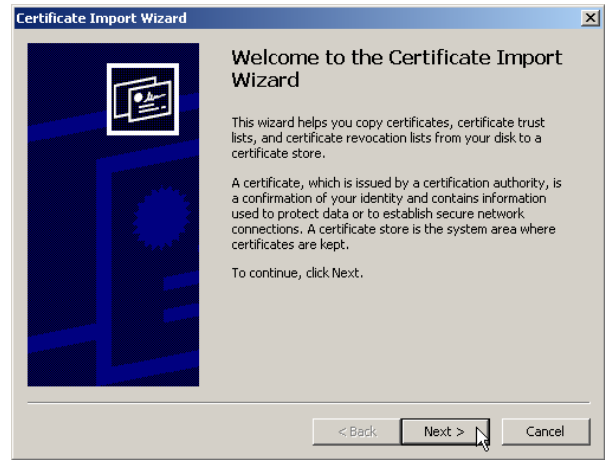 Certificate Import Wizard
Welcome to the Certificate Import
Wizard
This wizard helps you copy certificates, certificate trust
lists, and certificate revocation lists from your disk to a
certificate store.
A certificate, which is issued by a certification authority, is
a confirmation of your identity and contains information
used to protect data or to establish secure network
connections. A certificate store is the system area where
certificates are kept.
To continue, click Next.
< Back
Next >
Cancel